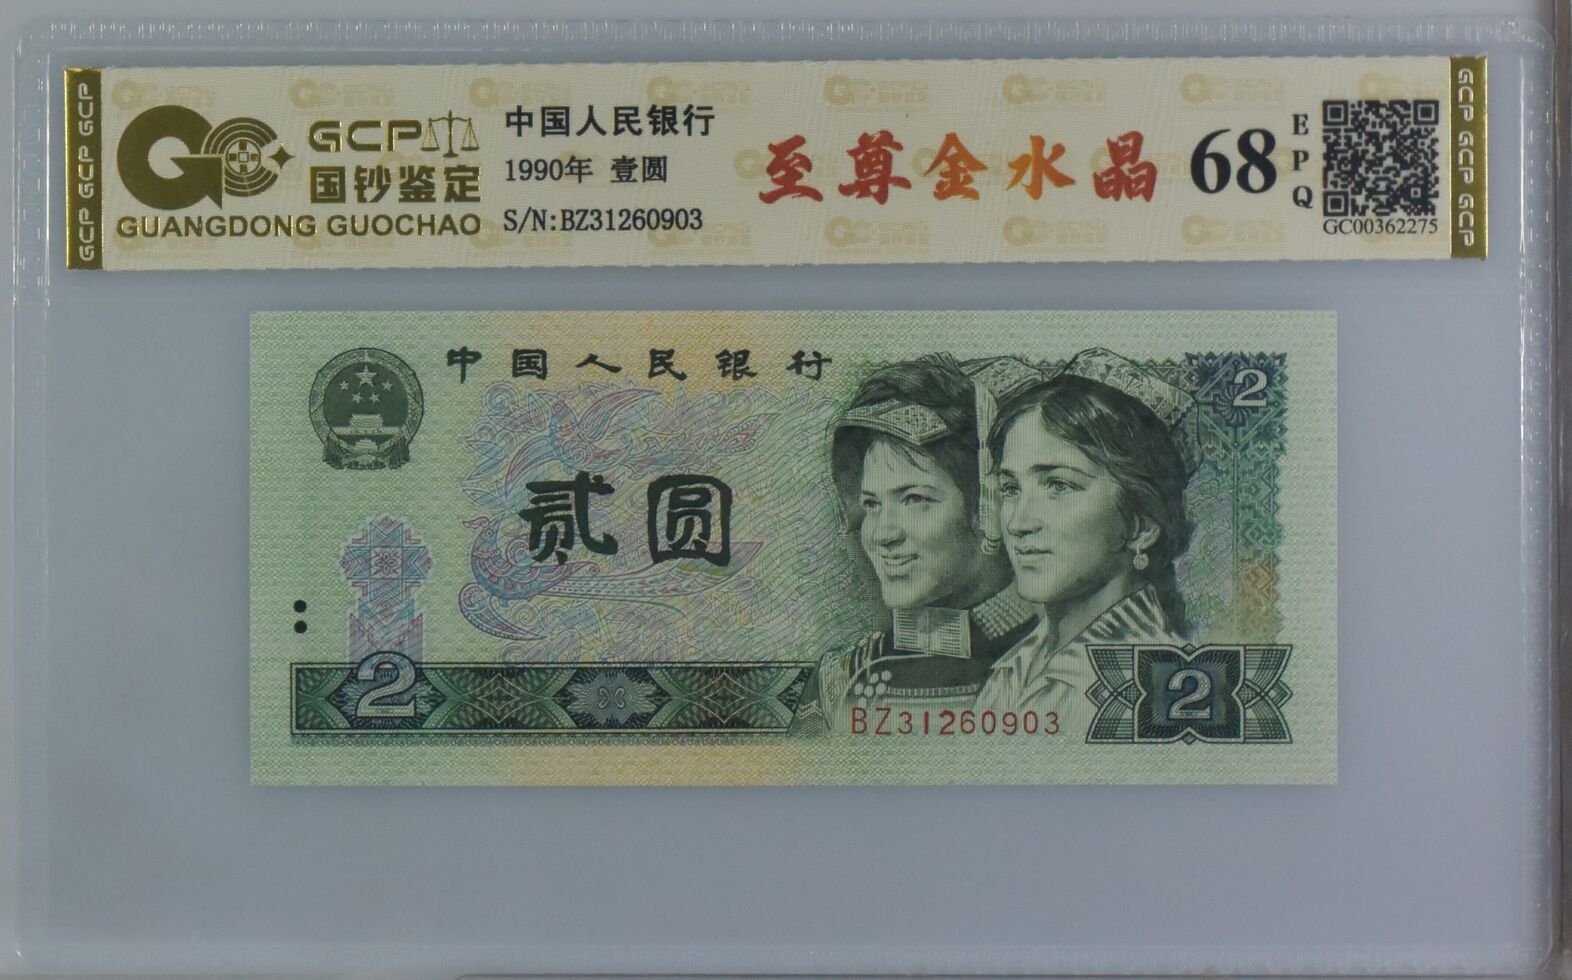 GCP GCP GCP
GCP
国钞鉴定
GUANGDONG GUOCHAO
中国人民银行
1990年 壹圆
S/N:BZ31260903
至尊金水晶
68
EPQ
GC00362275
GCP GCP GCP
中国人民银行
2
贰圆
2
BZ31260903
2